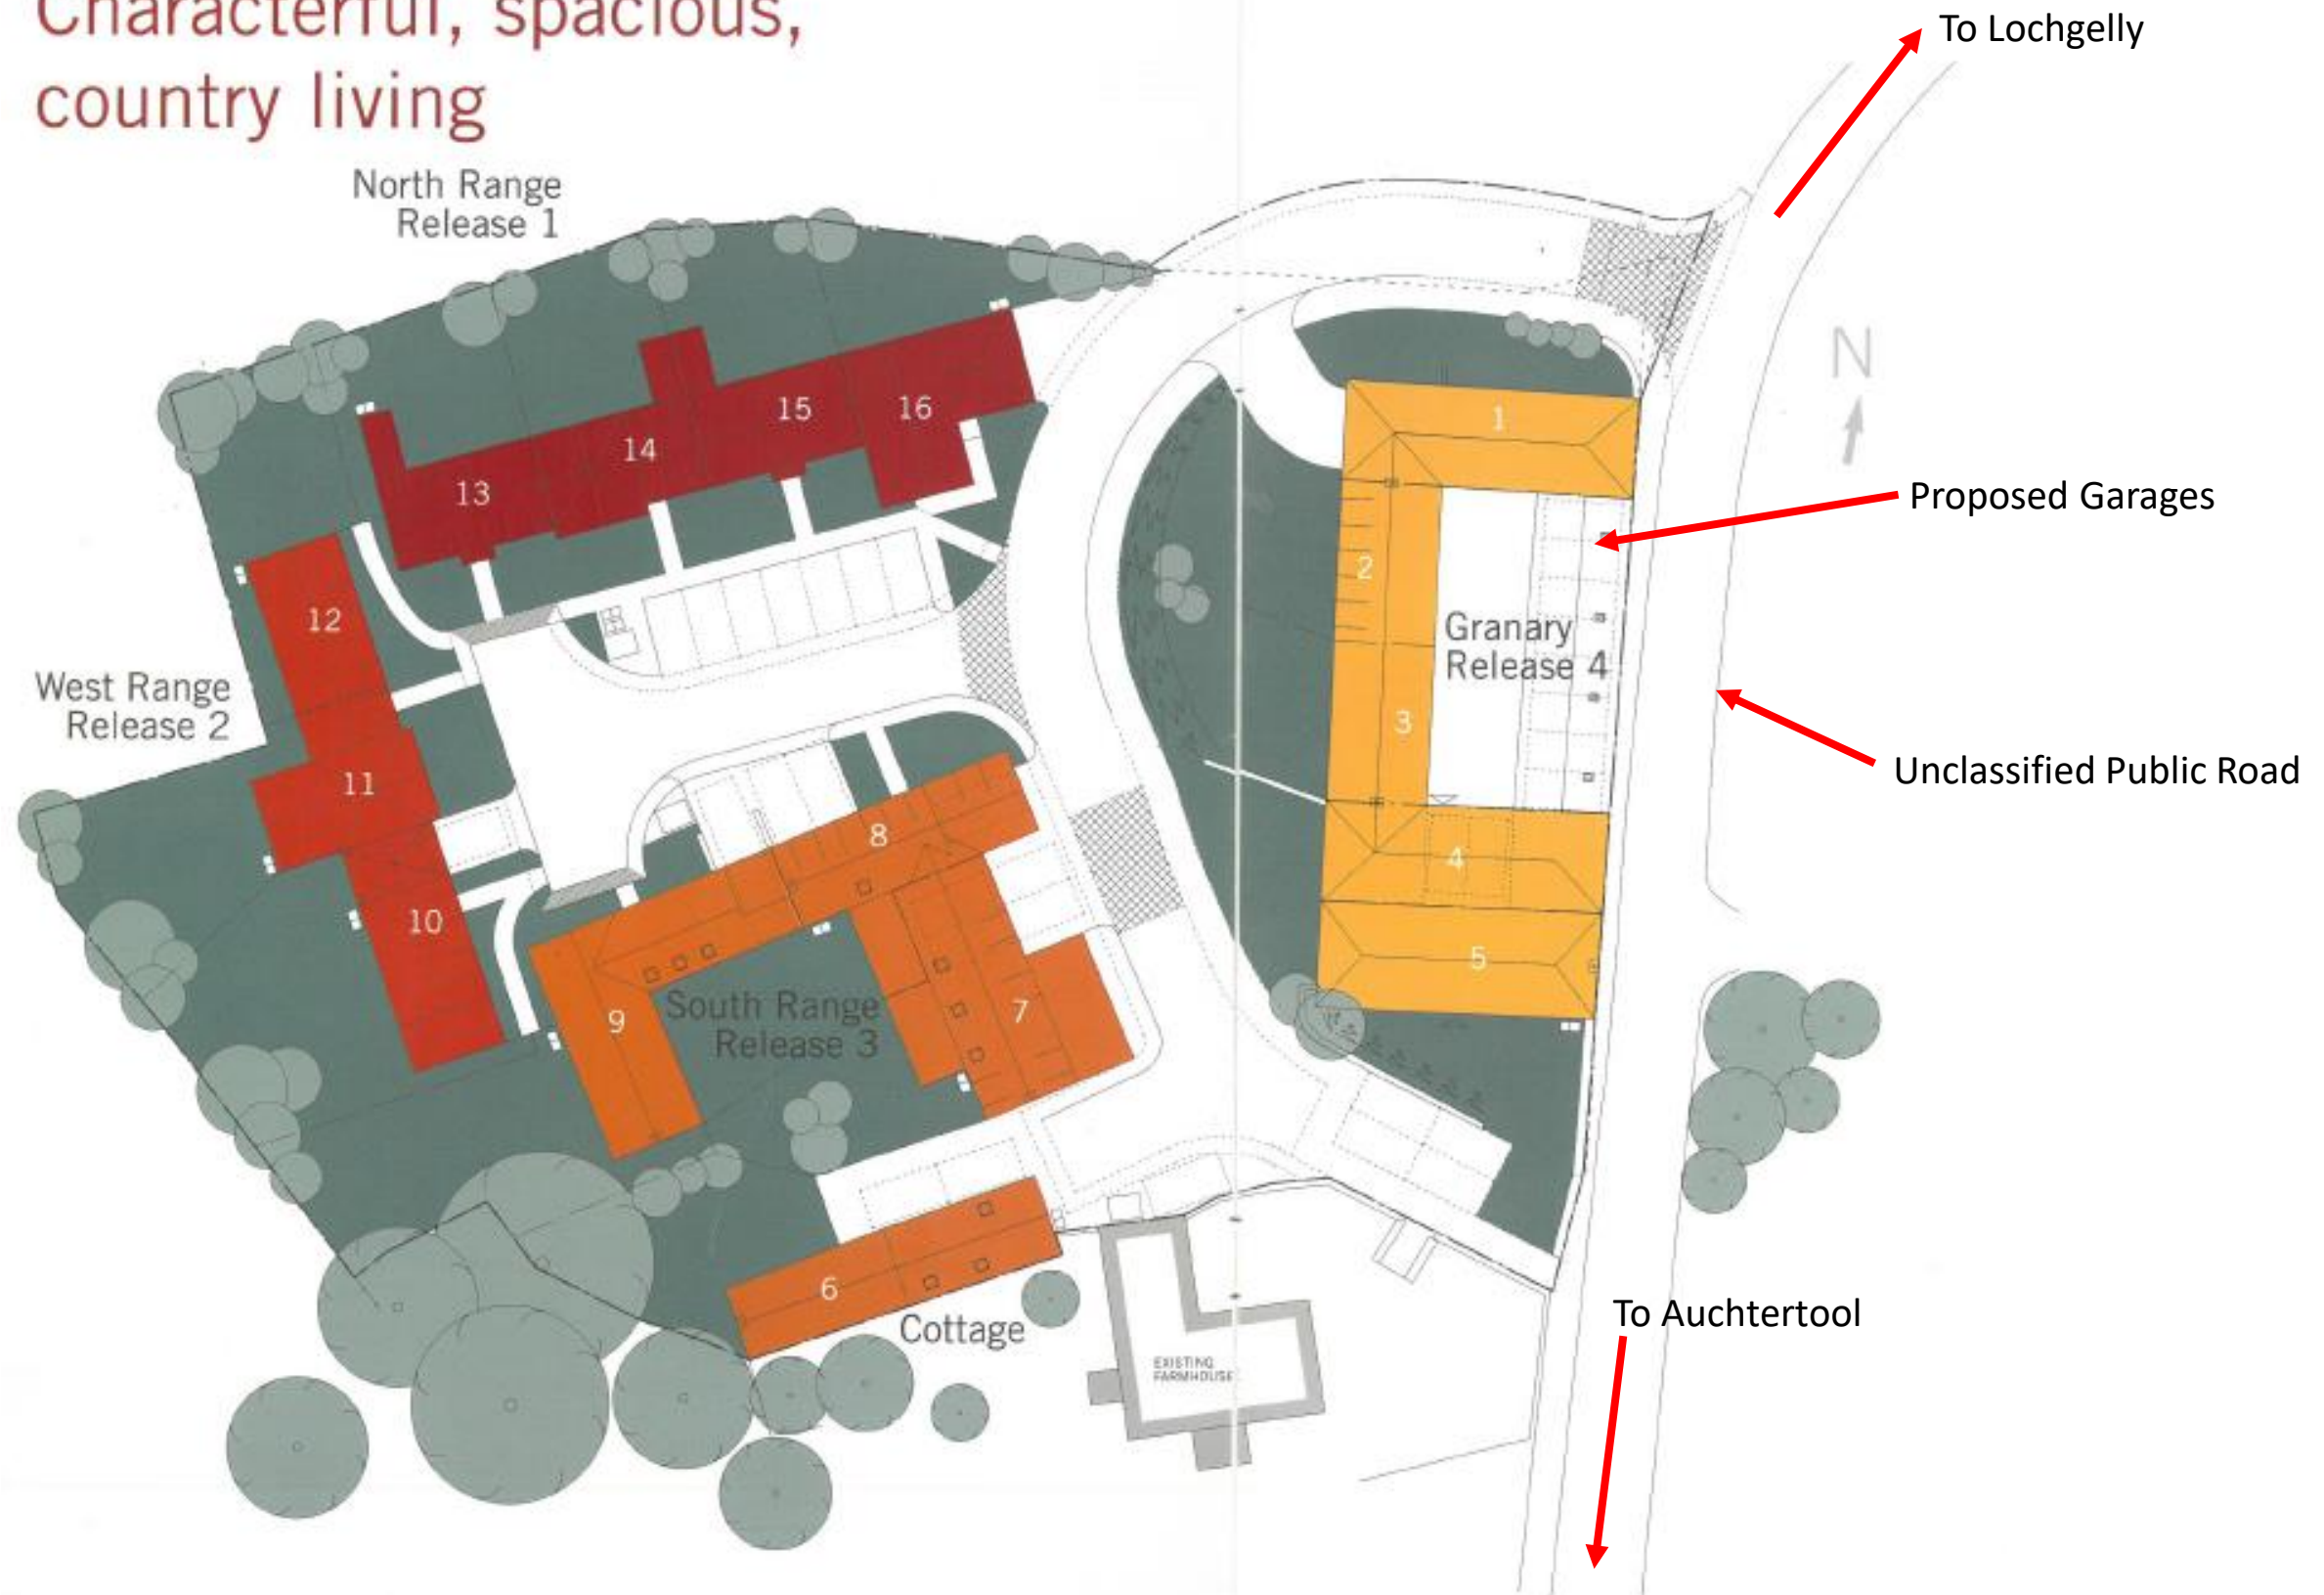 Characterful, spacious,
country living
To Lochgelly
North Range
Release 1
N
Proposed Garages
Unclassified Public Road
West Range
Release 2
Granary
Release 4
South Range
Release 3
Cottage
EXISTING
FARMHOUSE
To Auchtertool
1
2
3
4
5
6
7
8
9
10
11
12
13
14
15
16